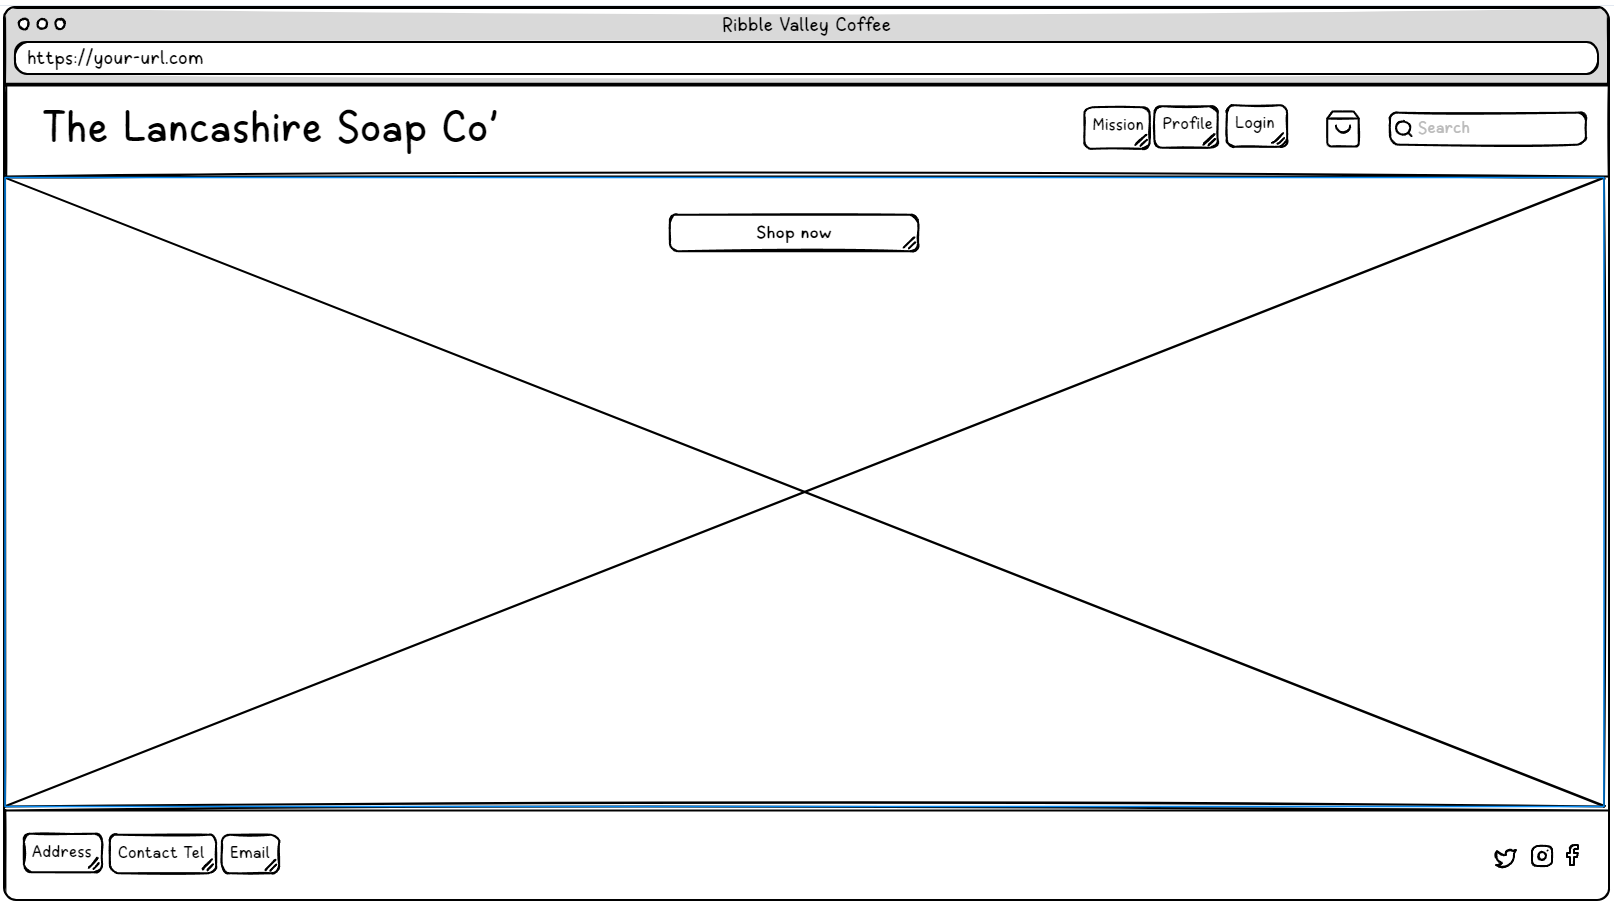 Ribble Valley Coffee
https://your-url.com
The Lancashire Soap Co'
Mission Profile Login Search
Shop now
Address Contact Tel Email